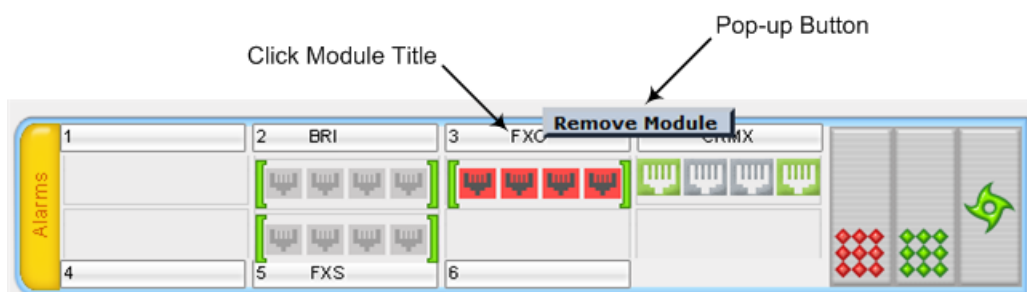 Pop-up Button
Click Module Title
Remove Module
1
2 BRI
3 FXO
CRMX
Alarms
4
5 FXS
6